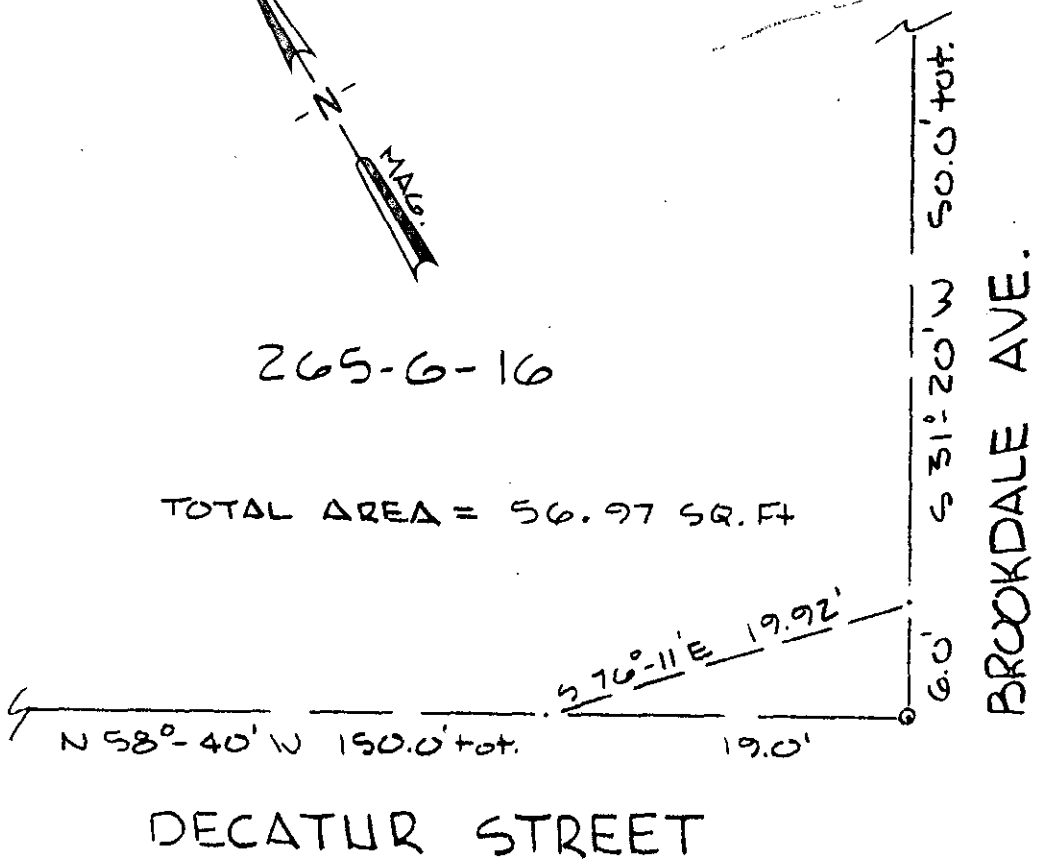 N
MAG.
265-6-16
TOTAL AREA = 56.97 SQ. Ft
S 76°-11' E 19.92'
S 31°-20' W 50.0' tot.
6.0'
BROOKDALE AVE.
N 58°-40' W 150.0' tot.
19.0'
DECATUR STREET